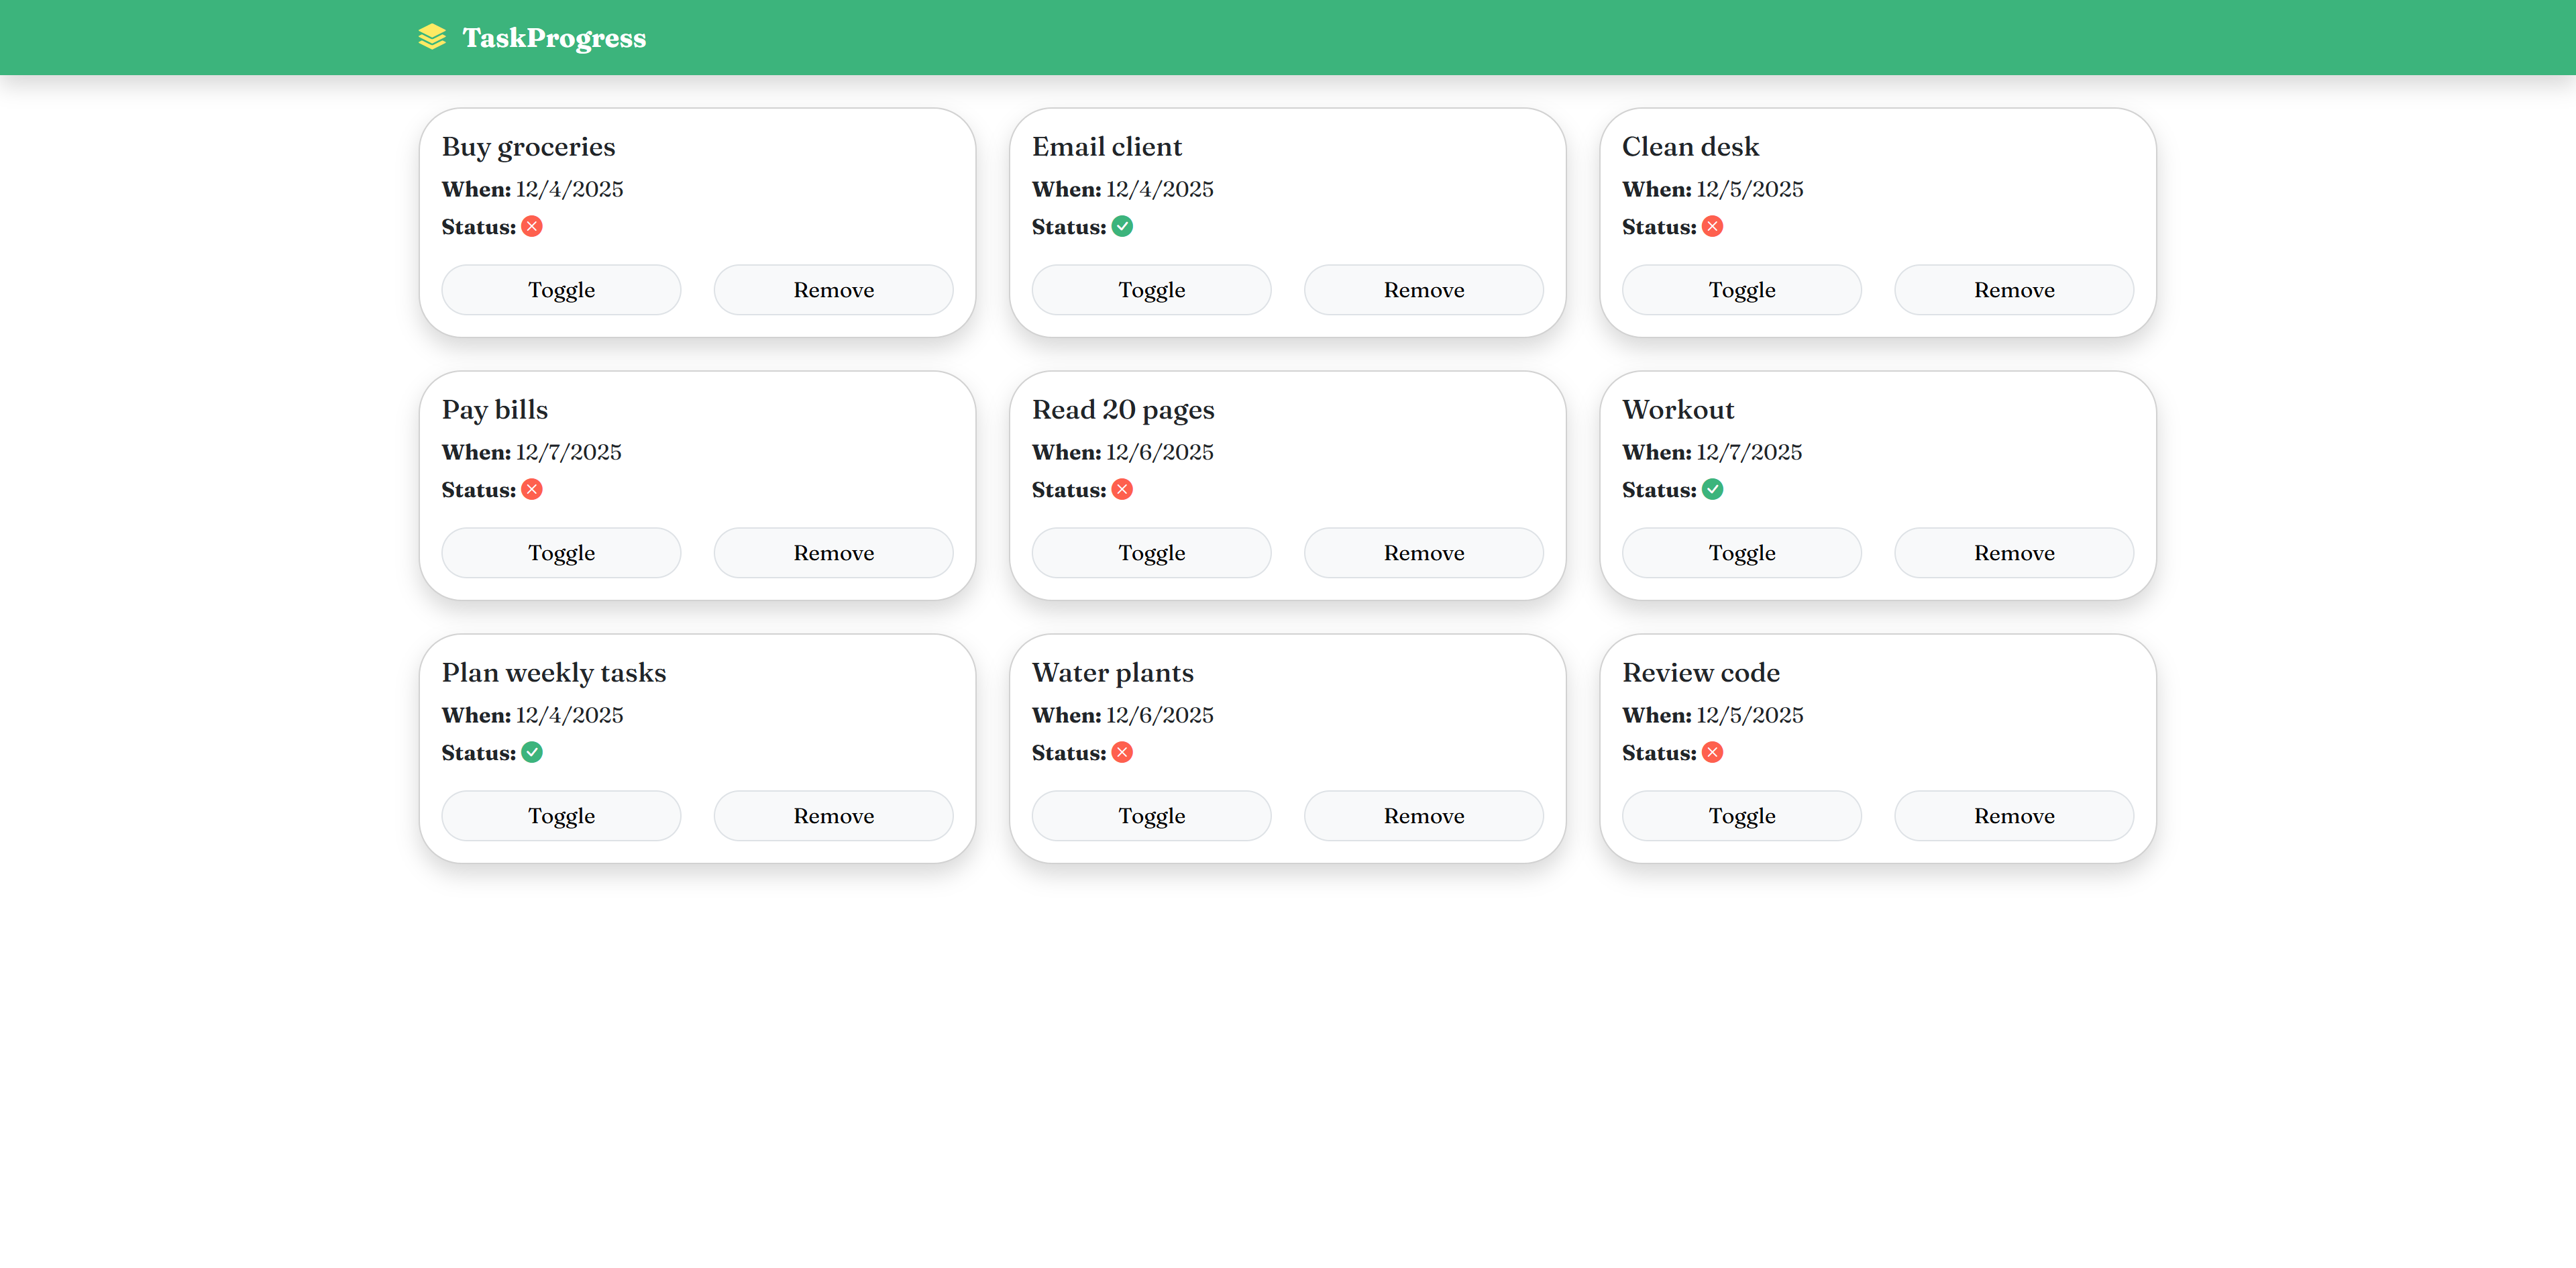 TaskProgress
Buy groceries
When: 12/4/2025
Status:
Toggle Remove
Email client
When: 12/4/2025
Status:
Toggle Remove
Clean desk
When: 12/5/2025
Status:
Toggle Remove
Pay bills
When: 12/7/2025
Status:
Toggle Remove
Read 20 pages
When: 12/6/2025
Status:
Toggle Remove
Workout
When: 12/7/2025
Status:
Toggle Remove
Plan weekly tasks
When: 12/4/2025
Status:
Toggle Remove
Water plants
When: 12/6/2025
Status:
Toggle Remove
Review code
When: 12/5/2025
Status:
Toggle Remove